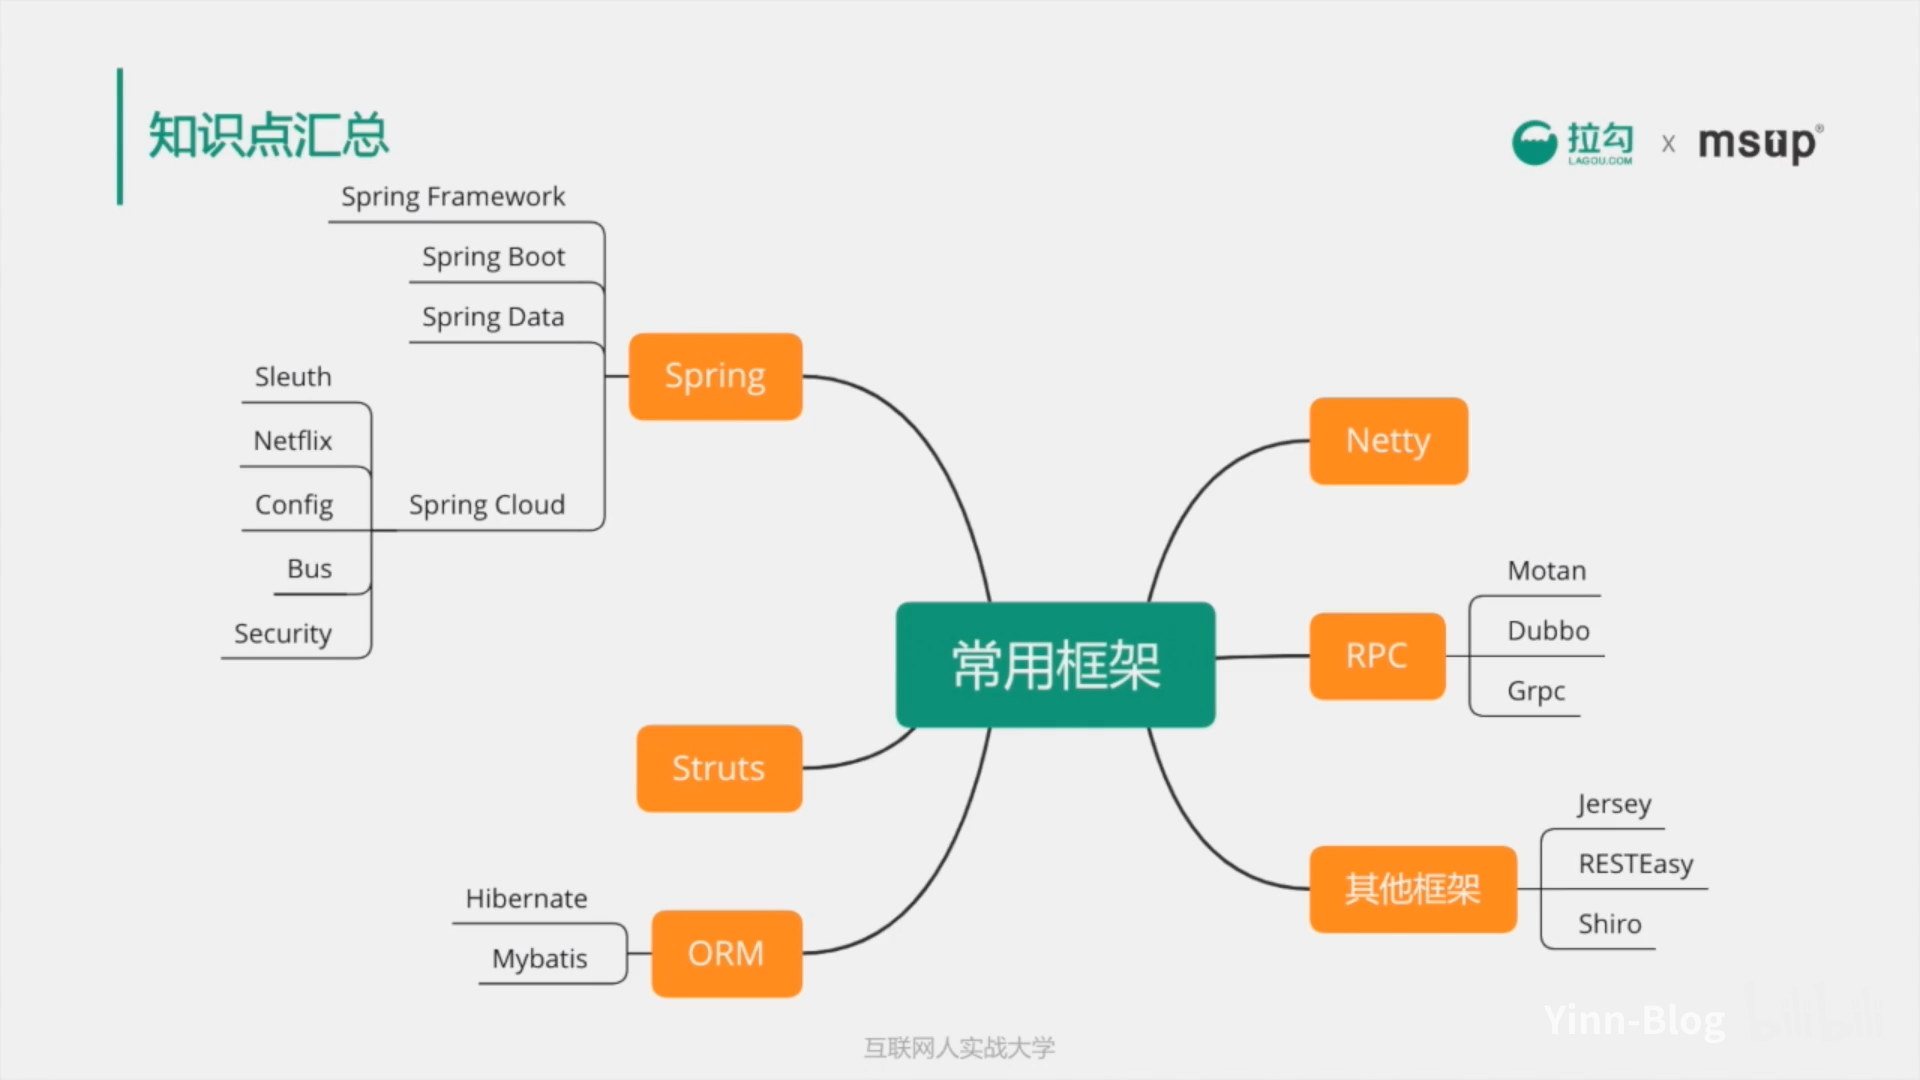 知识点汇总
拉勾
LAGOU.COM
x
msup®
Spring Framework
Spring Boot
Spring Data
Spring Cloud
Sleuth
Netflix
Config
Bus
Security
Spring
Struts
Hibernate
Mybatis
ORM
常用框架
Netty
RPC
Motan
Dubbo
Grpc
其他框架
Jersey
RESTEasy
Shiro
Yinn-Blog
bilibili
互联网人实战大学